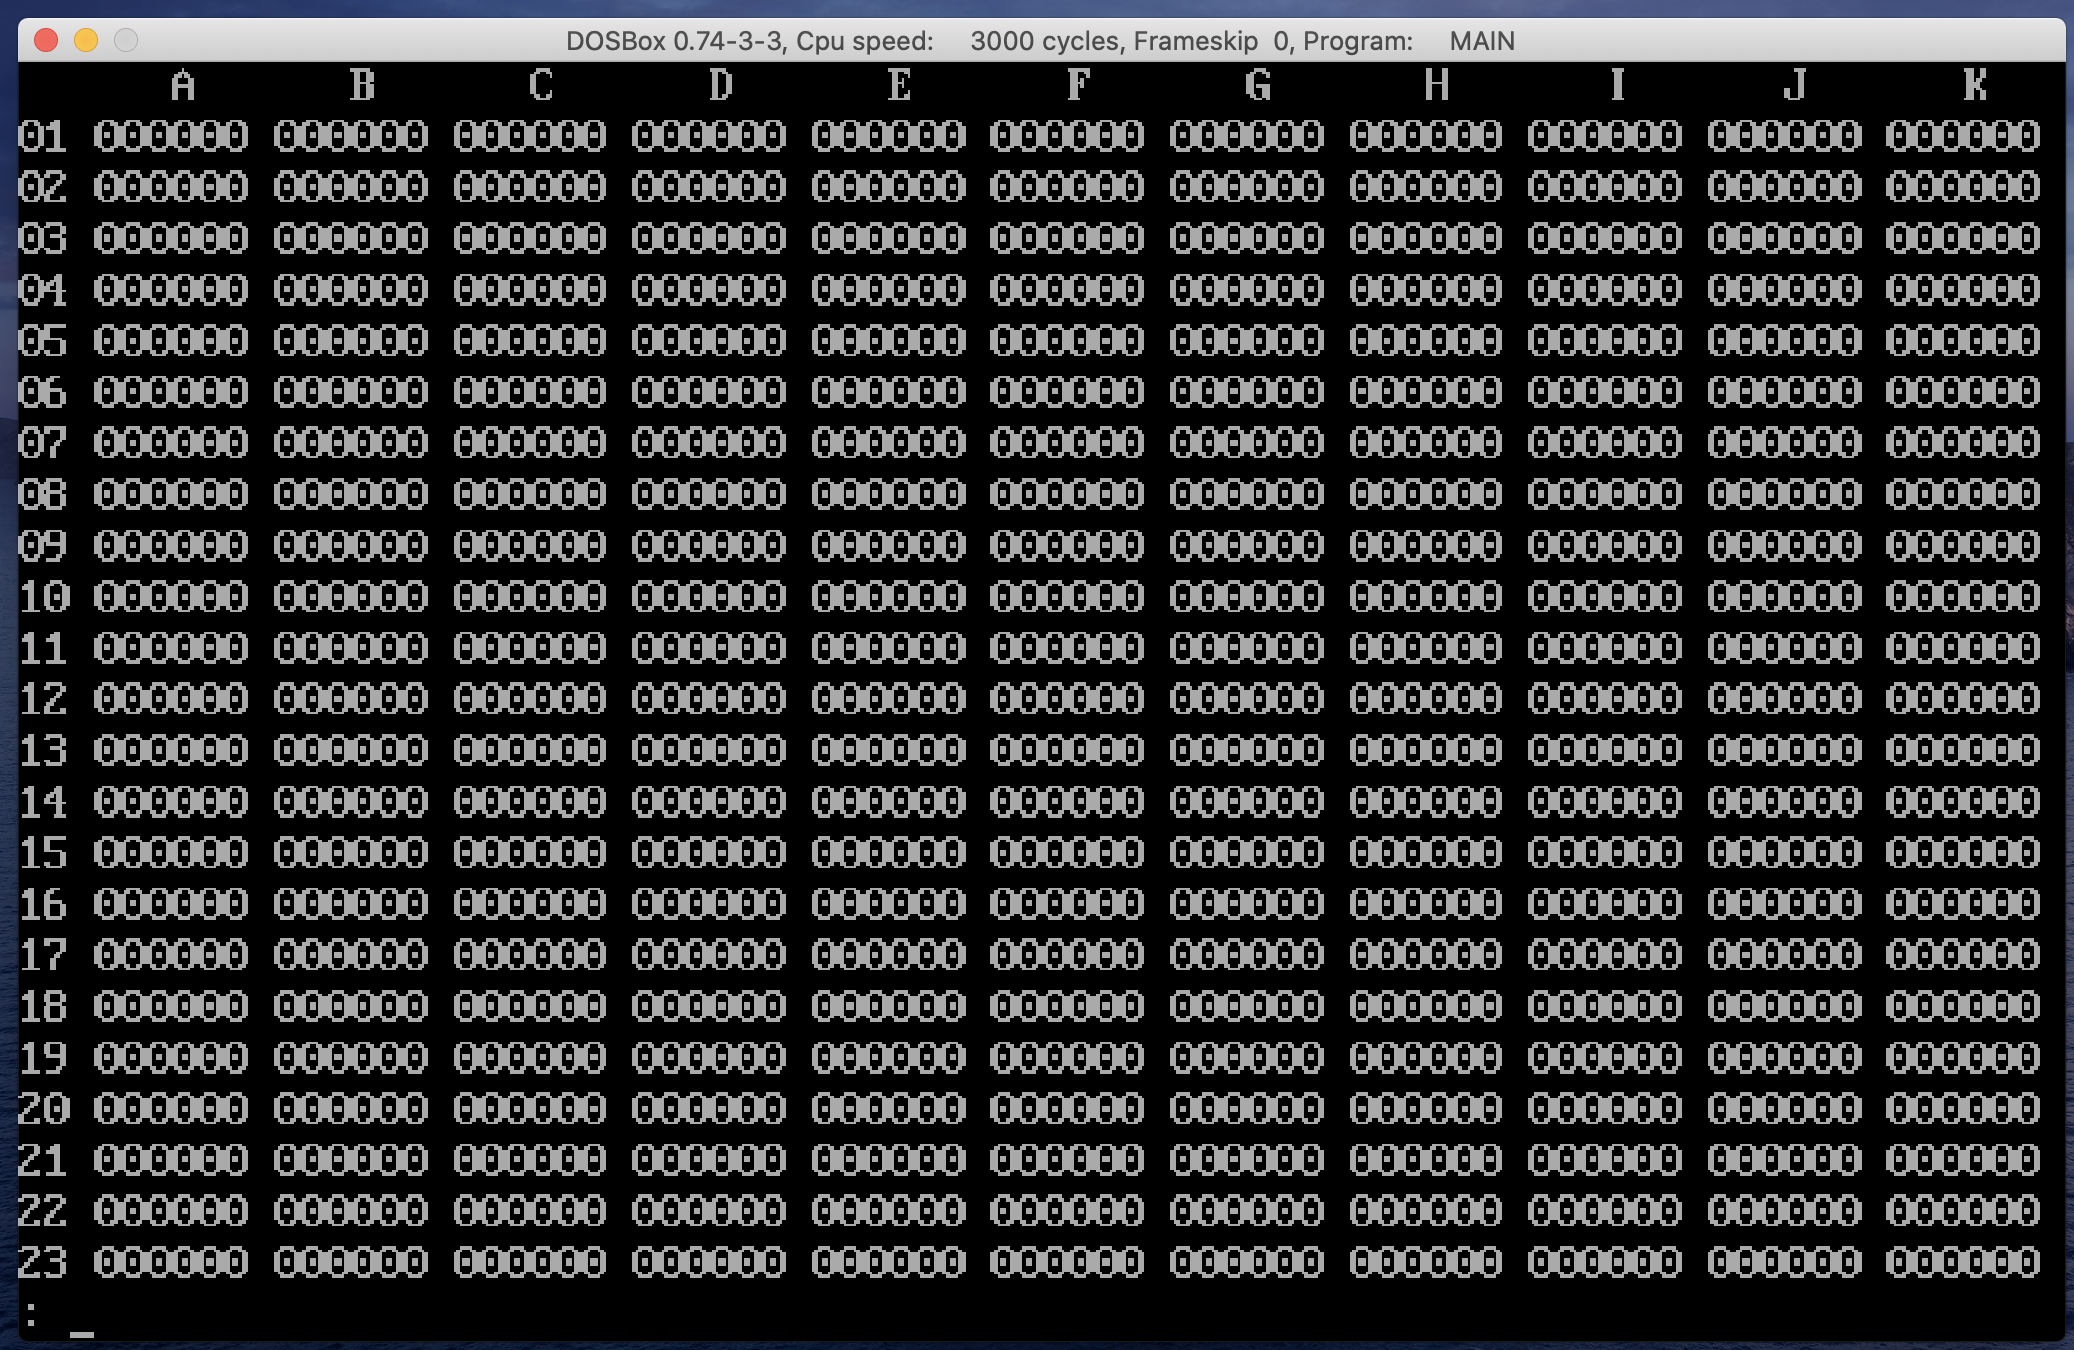 DOSBox 0.74-3-3, Cpu speed: 3000 cycles, Frameskip 0, Program: MAIN
A B C D E F G H I J K
01 000000 000000 000000 000000 000000 000000 000000 000000 000000 000000 000000
02 000000 000000 000000 000000 000000 000000 000000 000000 000000 000000 000000
03 000000 000000 000000 000000 000000 000000 000000 000000 000000 000000 000000
04 000000 000000 000000 000000 000000 000000 000000 000000 000000 000000 000000
05 000000 000000 000000 000000 000000 000000 000000 000000 000000 000000 000000
06 000000 000000 000000 000000 000000 000000 000000 000000 000000 000000 000000
07 000000 000000 000000 000000 000000 000000 000000 000000 000000 000000 000000
08 000000 000000 000000 000000 000000 000000 000000 000000 000000 000000 000000
09 000000 000000 000000 000000 000000 000000 000000 000000 000000 000000 000000
10 000000 000000 000000 000000 000000 000000 000000 000000 000000 000000 000000
11 000000 000000 000000 000000 000000 000000 000000 000000 000000 000000 000000
12 000000 000000 000000 000000 000000 000000 000000 000000 000000 000000 000000
13 000000 000000 000000 000000 000000 000000 000000 000000 000000 000000 000000
14 000000 000000 000000 000000 000000 000000 000000 000000 000000 000000 000000
15 000000 000000 000000 000000 000000 000000 000000 000000 000000 000000 000000
16 000000 000000 000000 000000 000000 000000 000000 000000 000000 000000 000000
17 000000 000000 000000 000000 000000 000000 000000 000000 000000 000000 000000
18 000000 000000 000000 000000 000000 000000 000000 000000 000000 000000 000000
19 000000 000000 000000 000000 000000 000000 000000 000000 000000 000000 000000
20 000000 000000 000000 000000 000000 000000 000000 000000 000000 000000 000000
21 000000 000000 000000 000000 000000 000000 000000 000000 000000 000000 000000
22 000000 000000 000000 000000 000000 000000 000000 000000 000000 000000 000000
23 000000 000000 000000 000000 000000 000000 000000 000000 000000 000000 000000
: _